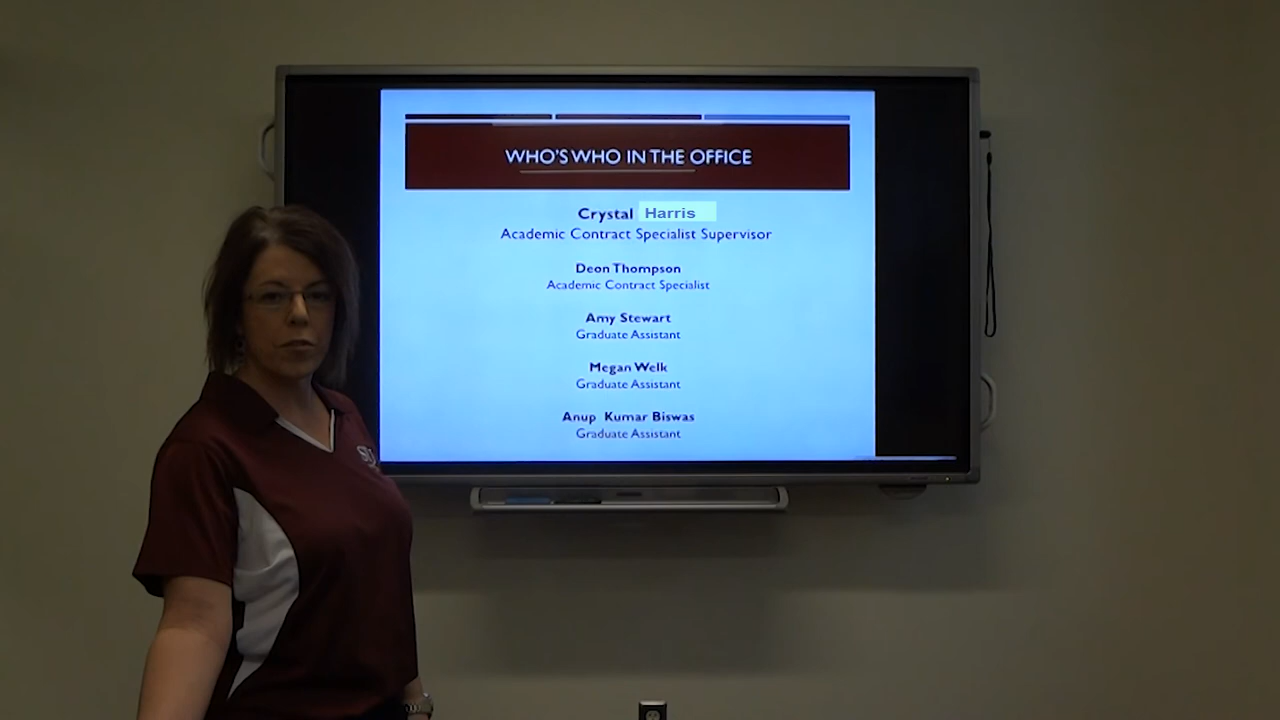 WHO'S WHO IN THE OFFICE
Crystal Harris
Academic Contract Specialist Supervisor
Deon Thompson
Academic Contract Specialist
Amy Stewart
Graduate Assistant
Megan Welk
Graduate Assistant
Anup Kumar Biswas
Graduate Assistant